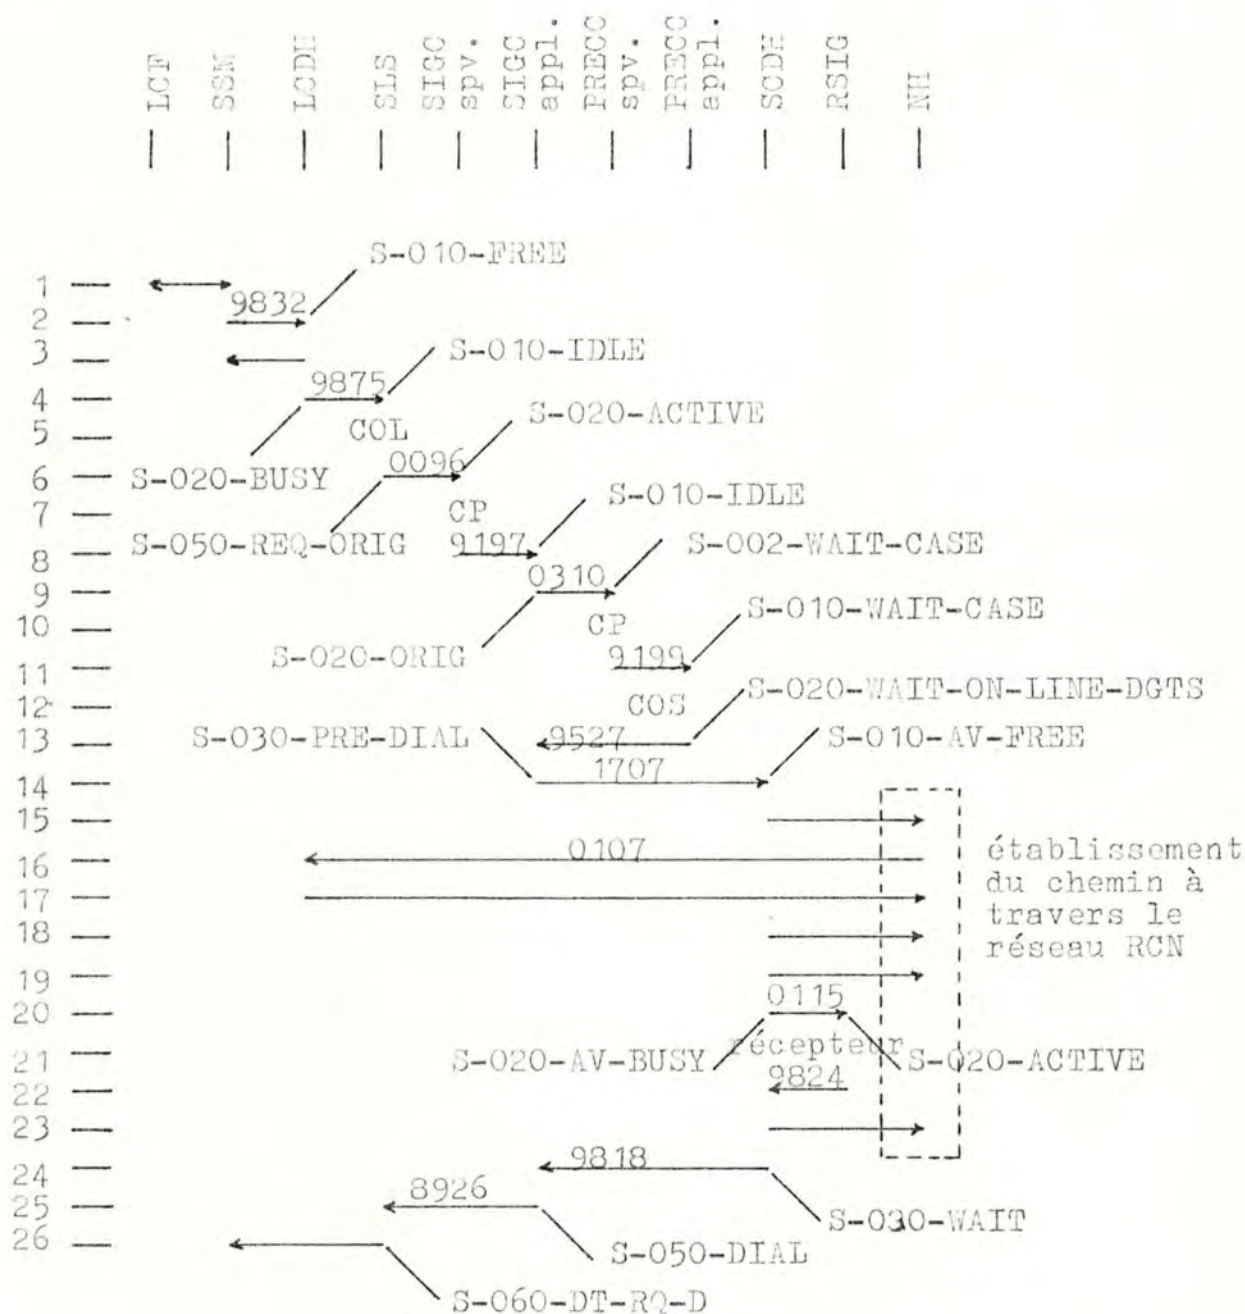 LCF
SSM
LCDH
SLS
SIGC spv.
SIGC appl.
PRECC spv.
PRECC appl.
SCDH
RSIG
NH
S-010-FREE
1
9832
2
3
S-010-IDLE
9875
4
COL
S-020-ACTIVE
5
S-020-BUSY
0096
6
S-010-IDLE
7
CP
S-050-REQ-ORIG
9197
S-002-WAIT-CASE
8
0310
9
S-010-WAIT-CASE
10
CP
S-020-ORIG
9199
11
S-020-WAIT-ON-LINE-DGTS
12
COS
S-030-PRE-DIAL
9527
S-010-AV-FREE
13
1707
14
15
0107
établissement
16
du chemin à
17
travers le
18
réseau RCN
19
0115
20
S-020-AV-BUSY
récepteur
S-020-ACTIVE
21
9824
22
23
9818
24
8926
S-030-WAIT
25
S-050-DIAL
26
S-060-DT-RQ-D